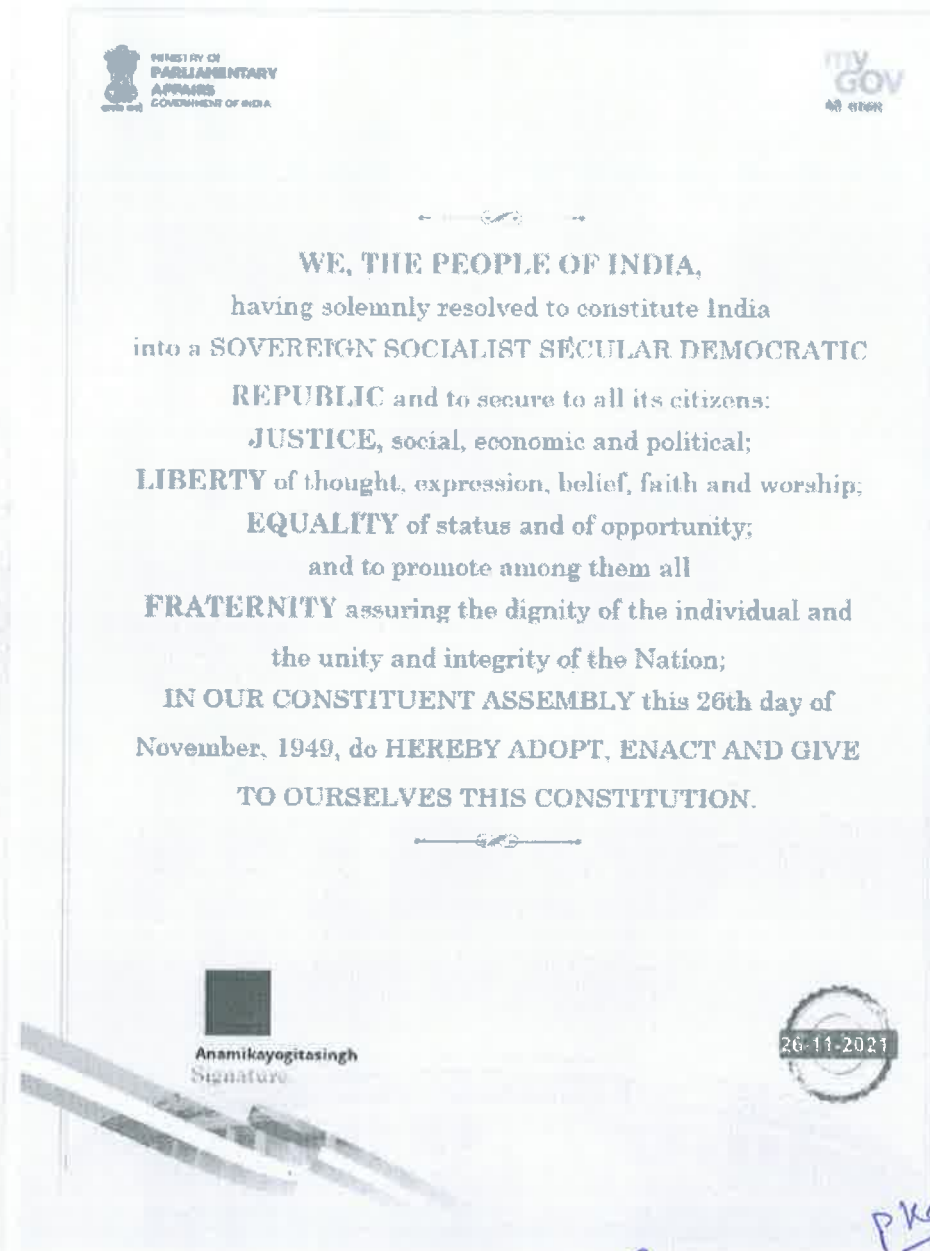 MINISTRY OF
PARLIAMENTARY
AFFAIRS
GOVERNMENT OF INDIA
my
GOV
मेरी सरकार
WE, THE PEOPLE OF INDIA,
having solemnly resolved to constitute India
into a SOVEREIGN SOCIALIST SECULAR DEMOCRATIC
REPUBLIC and to secure to all its citizens:
JUSTICE, social, economic and political;
LIBERTY of thought, expression, belief, faith and worship;
EQUALITY of status and of opportunity;
and to promote among them all
FRATERNITY assuring the dignity of the individual and
the unity and integrity of the Nation;
IN OUR CONSTITUENT ASSEMBLY this 26th day of
November, 1949, do HEREBY ADOPT, ENACT AND GIVE
TO OURSELVES THIS CONSTITUTION.
Anamikayogitasingh
Signature
26-11-2021